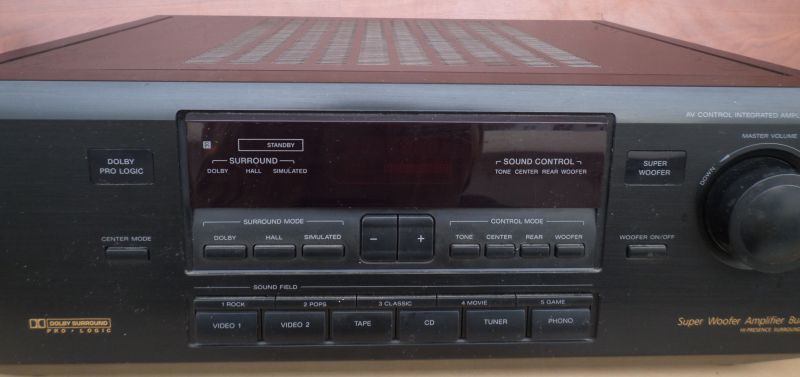 AV CONTROL INTEGRATED
MASTER VOLUME
DOWN
STANDBY
SURROUND
DOLBY HALL SIMULATED
SOUND CONTROL
TONE CENTER REAR WOOFER
DOLBY
PRO LOGIC
SUPER
WOOFER
SURROUND MODE
DOLBY HALL SIMULATED
− +
CONTROL MODE
TONE CENTER REAR WOOFER
CENTER MODE
WOOFER ON/OFF
SOUND FIELD
1 ROCK 2 POPS 3 CLASSIC 4 MOVIE 5 GAME
VIDEO 1 VIDEO 2 TAPE CD TUNER PHONO
DOLBY SURROUND
PRO • LOGIC
Super Woofer Amplifier
HI-PRESENCE SURROUND